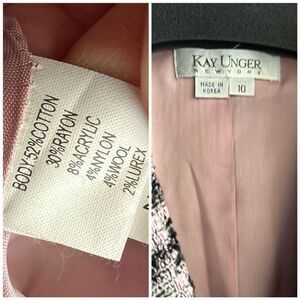 BODY:52%COTTON
30%RAYON
8%ACRYLIC
4%NYLON
4%WOOL
2%LUREX
KAY UNGER
NEW YORK
MADE IN
KOREA
10